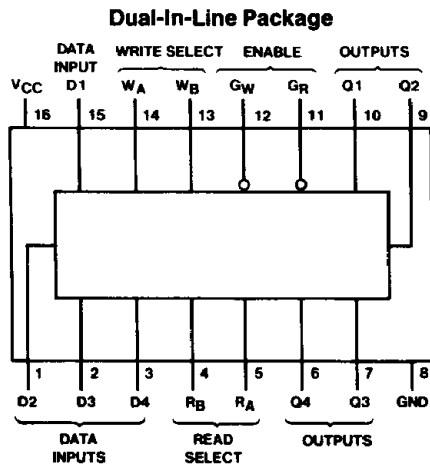 Dual-In-Line Package
DATA INPUT WRITE SELECT ENABLE OUTPUTS
VCC D1 WA WB GW GR Q1 Q2
16 15 14 13 12 11 10 9
1 2 3 4 5 6 7 8
D2 D3 D4 RB RA Q4 Q3 GND
DATA INPUTS READ SELECT OUTPUTS